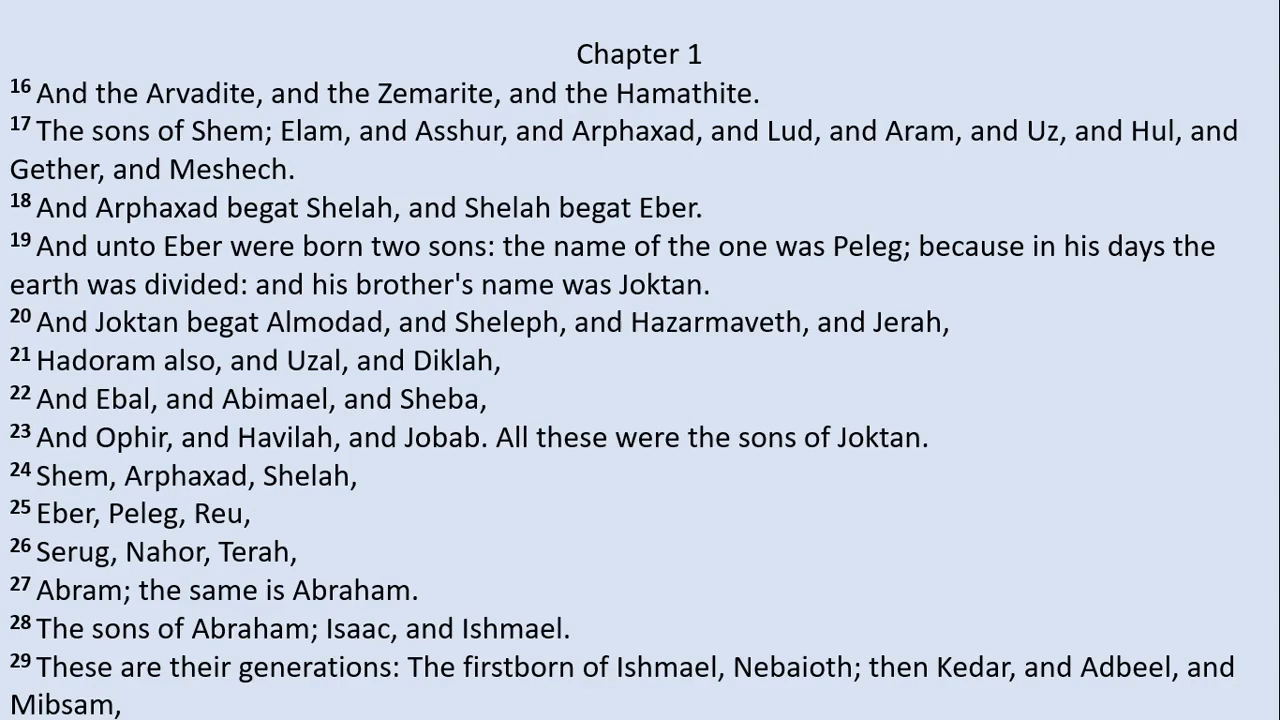 Chapter 1
16 And the Arvadite, and the Zemarite, and the Hamathite.
17 The sons of Shem; Elam, and Asshur, and Arphaxad, and Lud, and Aram, and Uz, and Hul, and
Gether, and Meshech.
18 And Arphaxad begat Shelah, and Shelah begat Eber.
19 And unto Eber were born two sons: the name of the one was Peleg; because in his days the
earth was divided: and his brother's name was Joktan.
20 And Joktan begat Almodad, and Sheleph, and Hazarmaveth, and Jerah,
21 Hadoram also, and Uzal, and Diklah,
22 And Ebal, and Abimael, and Sheba,
23 And Ophir, and Havilah, and Jobab. All these were the sons of Joktan.
24 Shem, Arphaxad, Shelah,
25 Eber, Peleg, Reu,
26 Serug, Nahor, Terah,
27 Abram; the same is Abraham.
28 The sons of Abraham; Isaac, and Ishmael.
29 These are their generations: The firstborn of Ishmael, Nebaioth; then Kedar, and Adbeel, and
Mibsam,